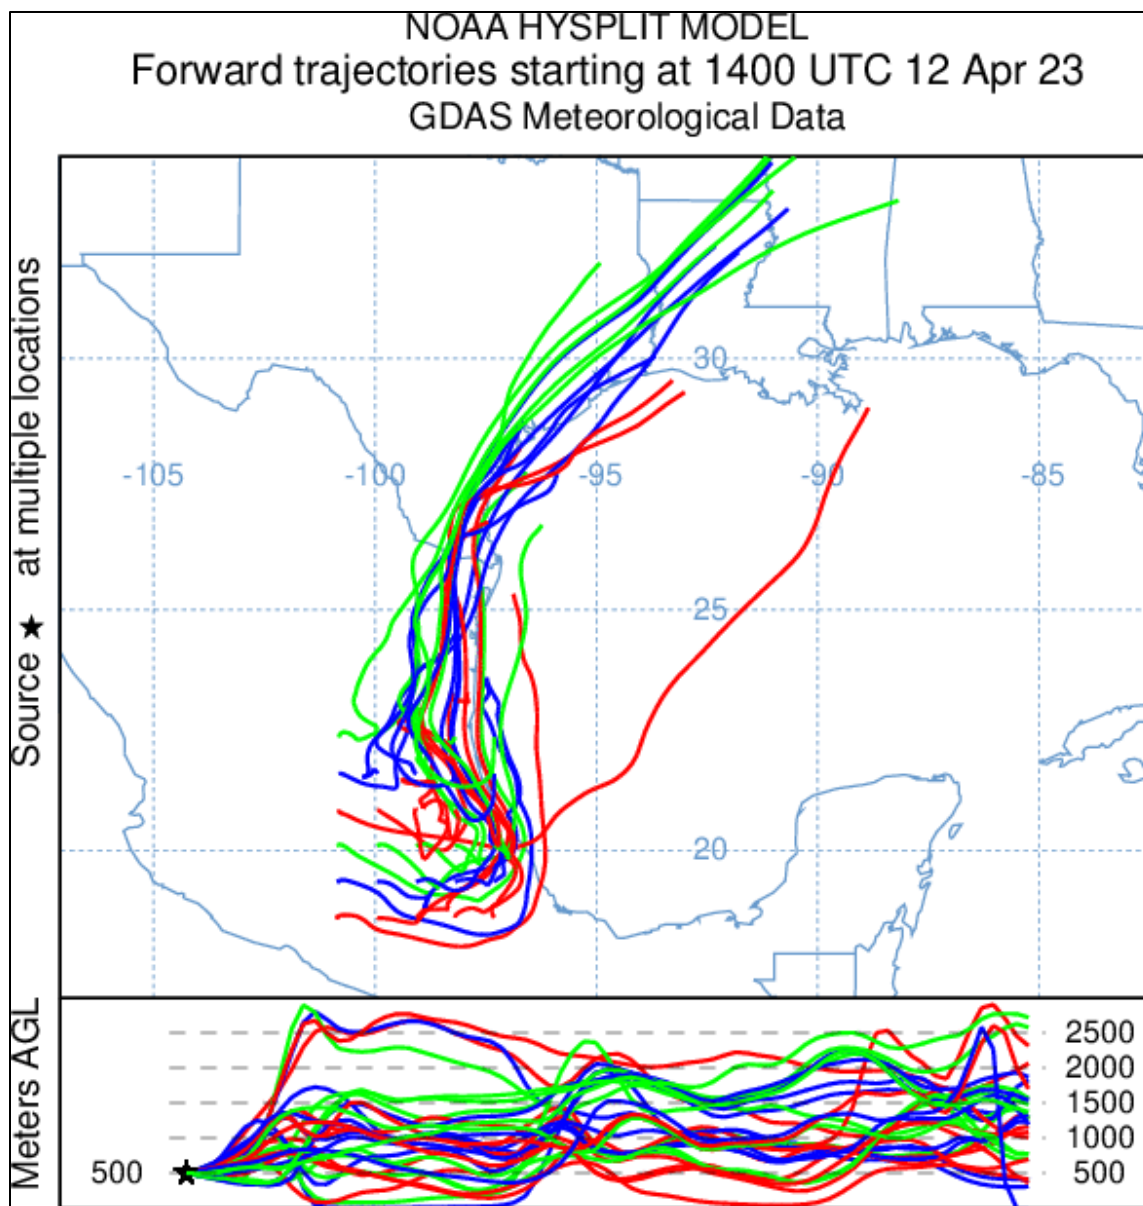 NOAA HYSPLIT MODEL
Forward trajectories starting at 1400 UTC 12 Apr 23
GDAS Meteorological Data
Source ★ at multiple locations
30
-105 -100 -95 -90 -85
25
20
Meters AGL
500
2500
2000
1500
1000
500